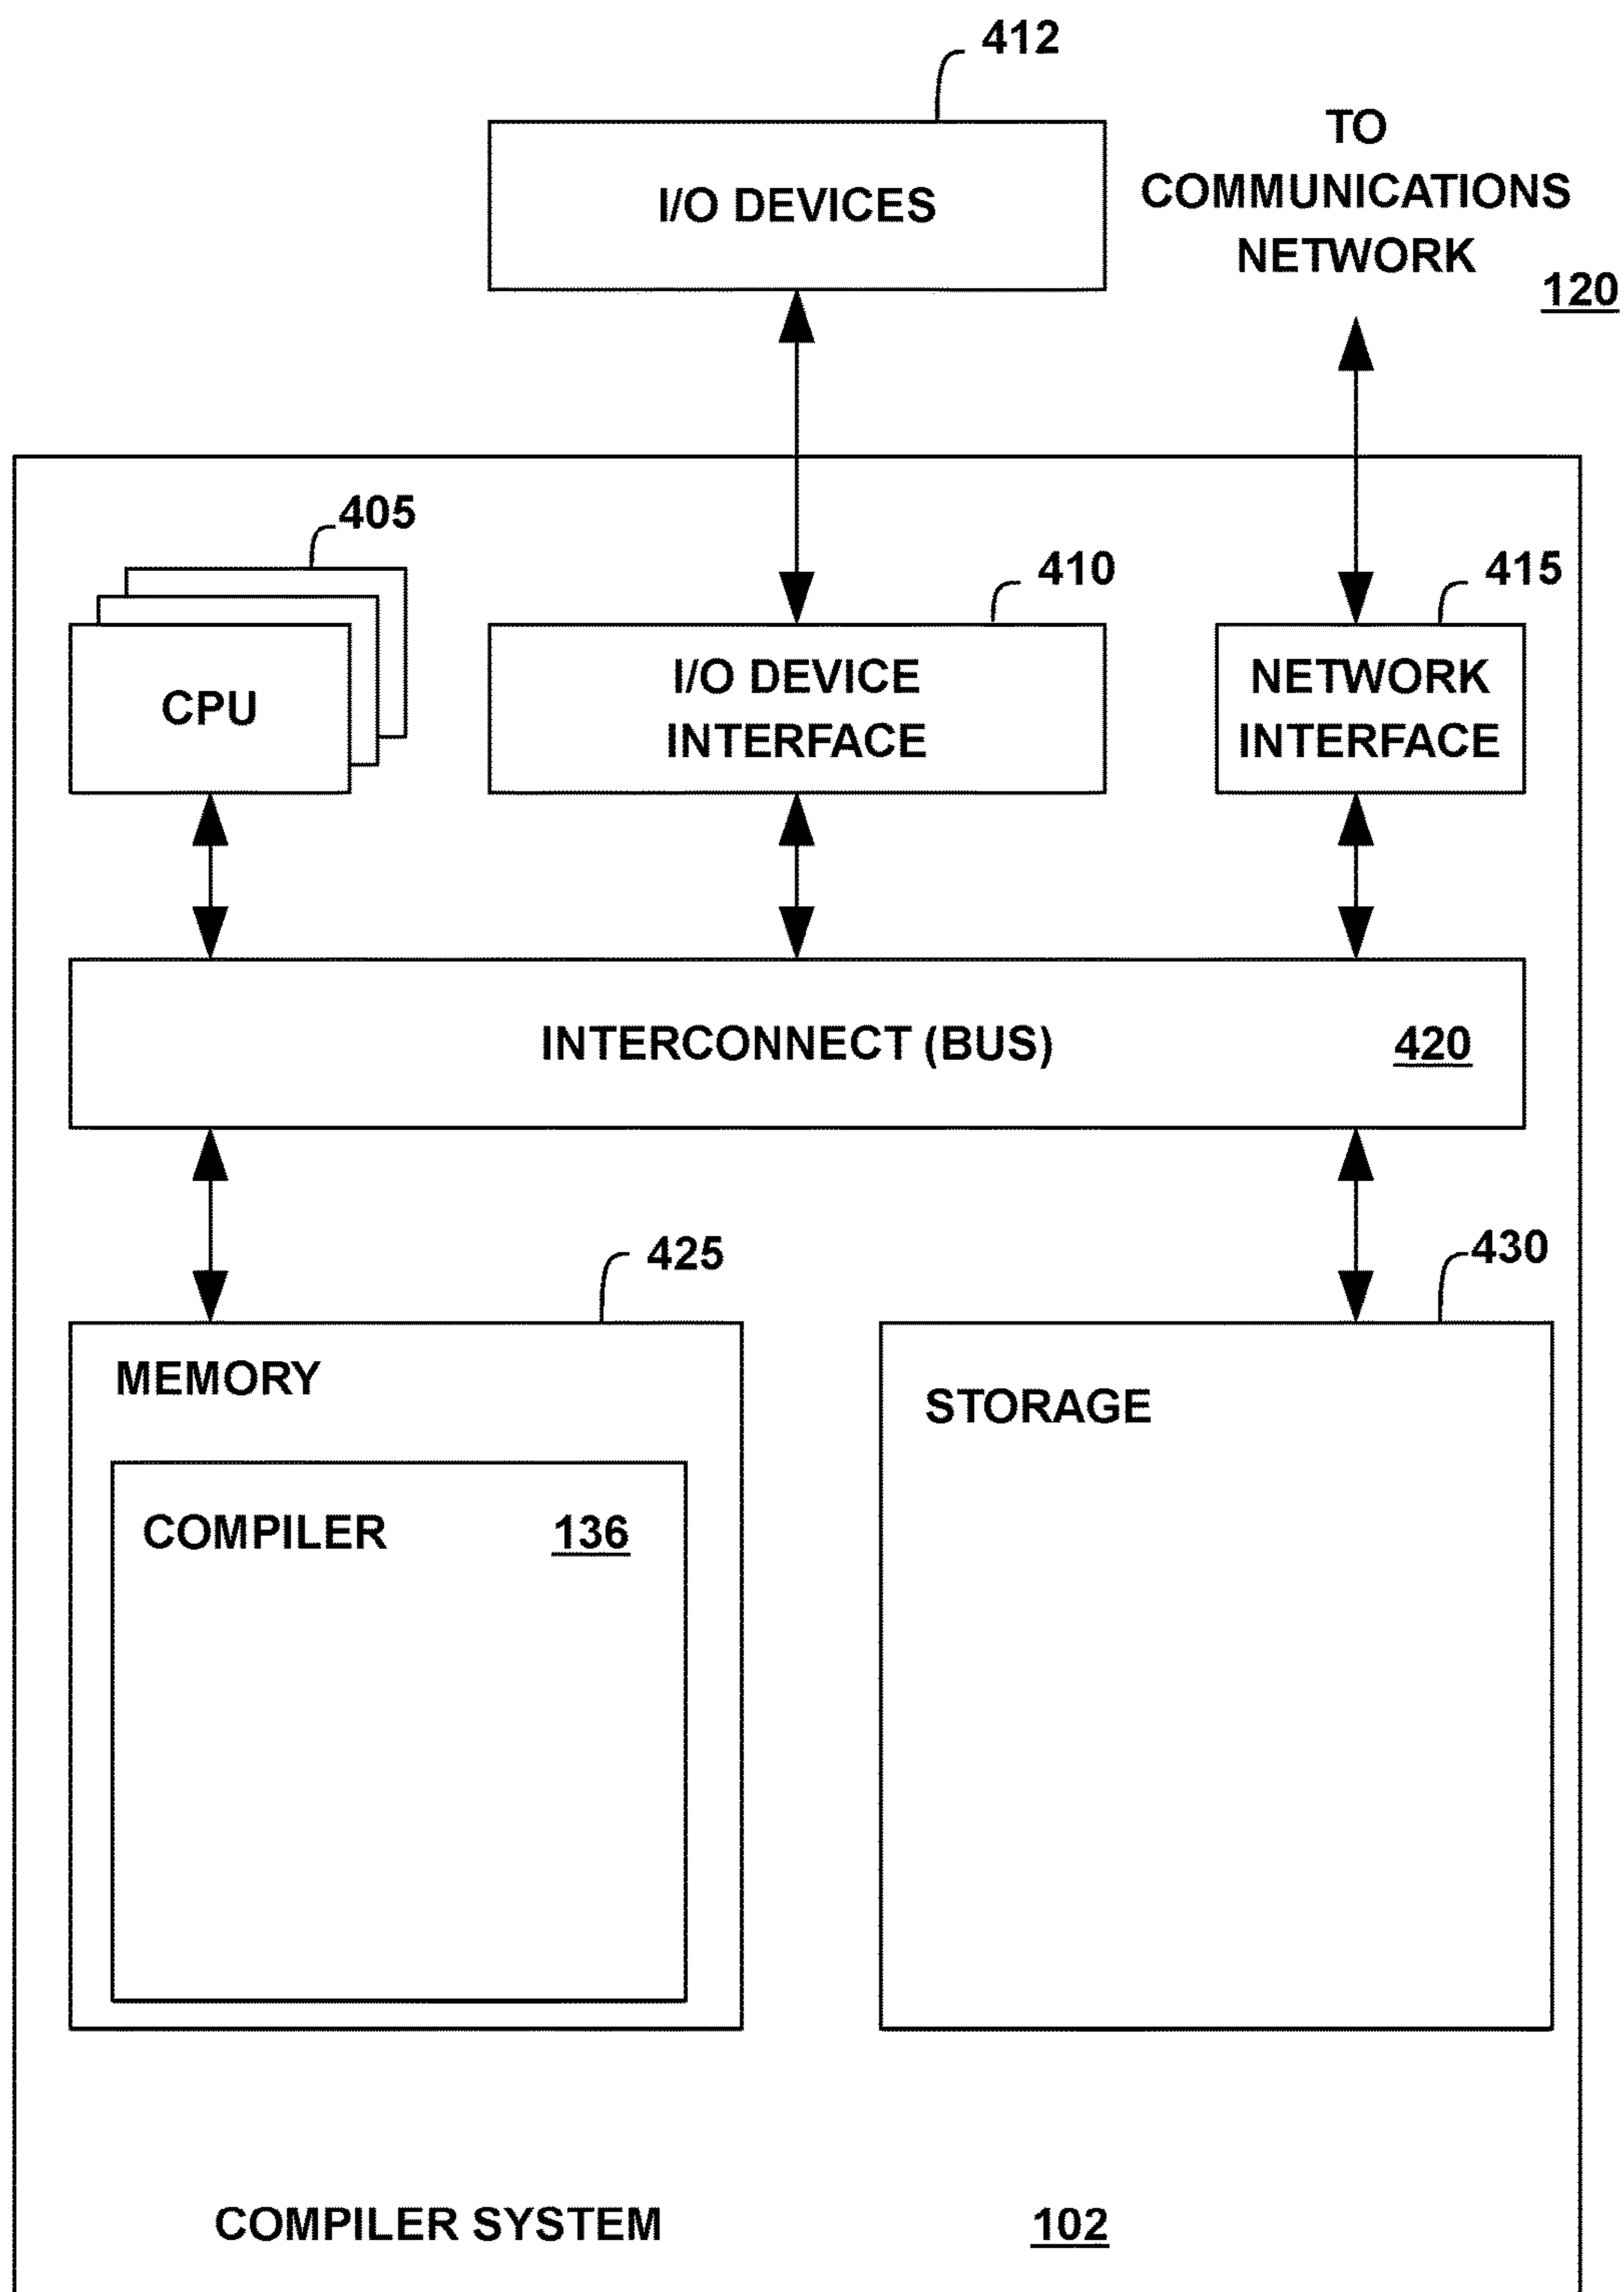 412
I/O DEVICES
TO
COMMUNICATIONS
NETWORK
120
405
410
415
CPU
I/O DEVICE
INTERFACE
NETWORK
INTERFACE
INTERCONNECT (BUS)
420
425
430
MEMORY
STORAGE
COMPILER
136
COMPILER SYSTEM
102